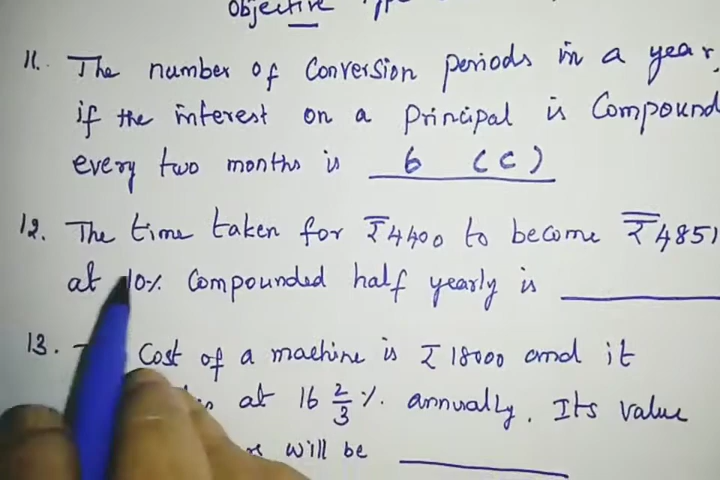 Objective
11. The number of Conversion periods in a year,
if the interest on a principal is Compound
every two months is 6 (C)
12. The time taken for ₹4400 to become ₹4851
at 10% Compounded half yearly is
13. Cost of a machine is ₹18000 and it
at 16 2/3 %. annually. Its value
will be